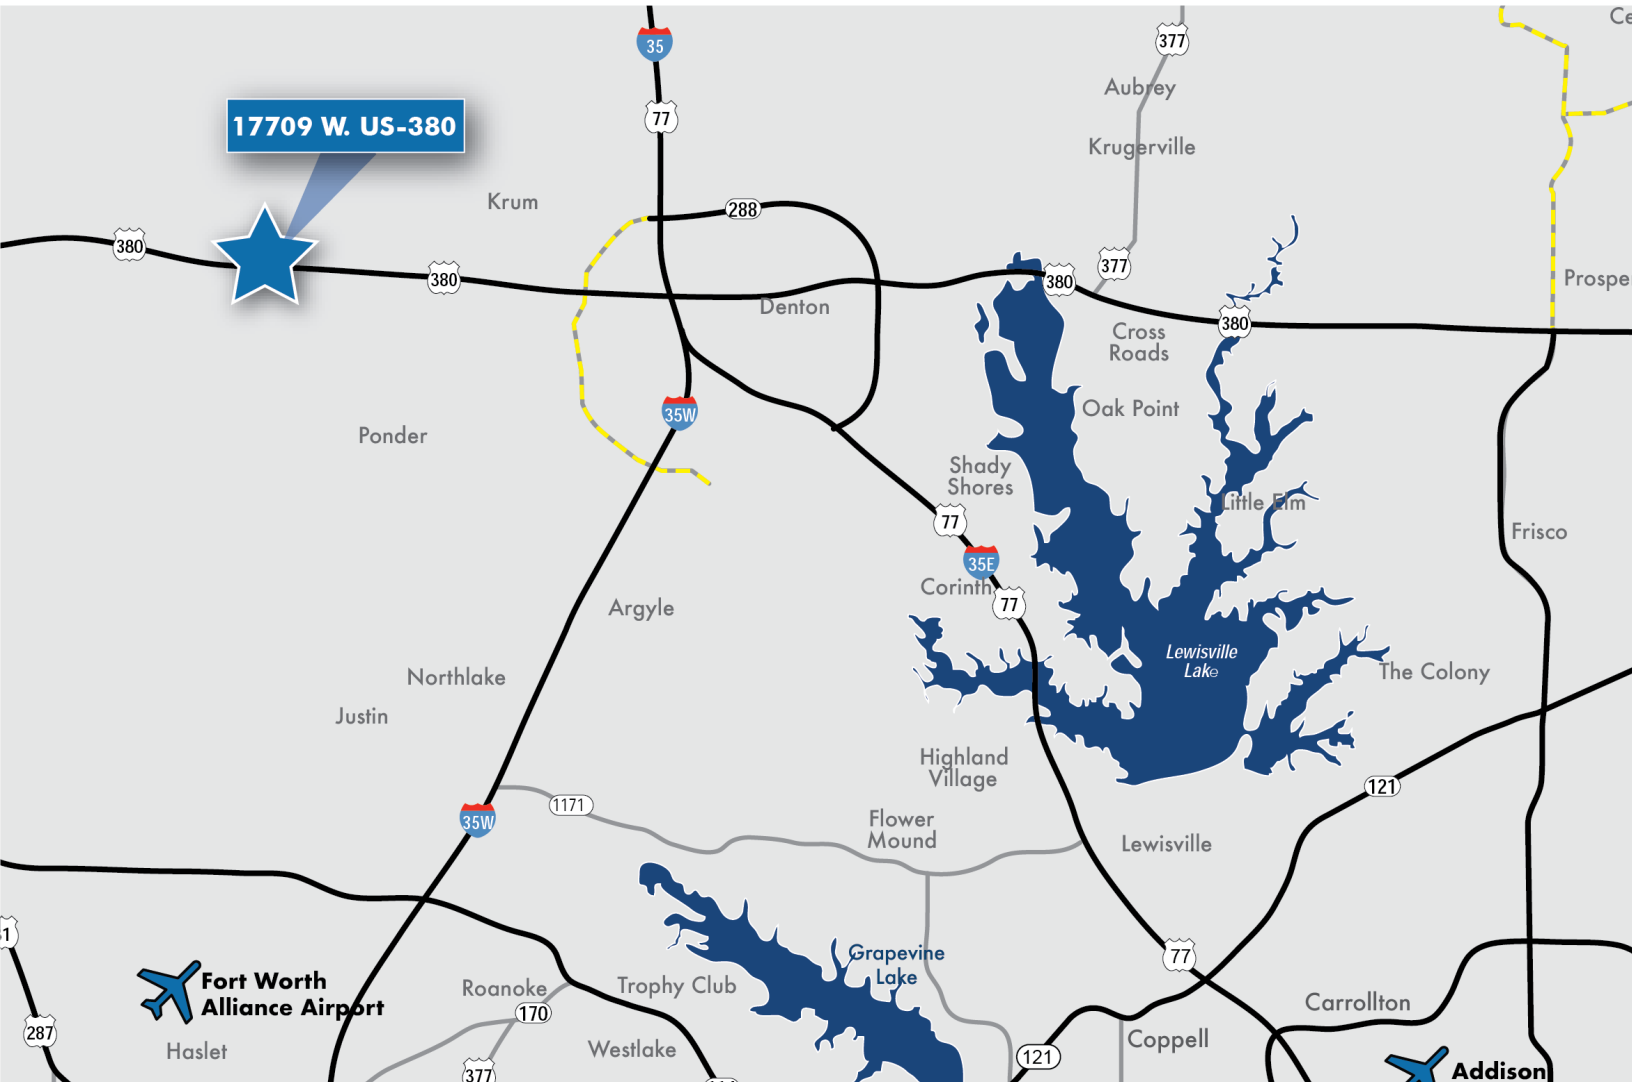 Ce
35
377
Aubrey
77
17709 W. US-380
Krugerville
Krum
288
380
377
380
380
Prosper
Denton
380
Cross
Roads
35W
Oak Point
Ponder
Shady
Shores
Little Elm
77
Frisco
35E
Corinth
77
Argyle
Lewisville
Lake
Northlake
The Colony
Justin
Highland
Village
121
1171
35W
Flower
Mound
Lewisville
77
Grapevine
Lake
Fort Worth
Alliance Airport
Roanoke
Trophy Club
170
Carrollton
287
Haslet
Westlake
Coppell
121
377
Addison